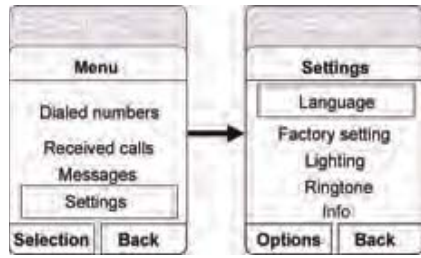 Menu
Dialed numbers
Received calls
Messages
Settings
Selection Back
Settings
Language
Factory setting
Lighting
Ringtone
Info
Options Back